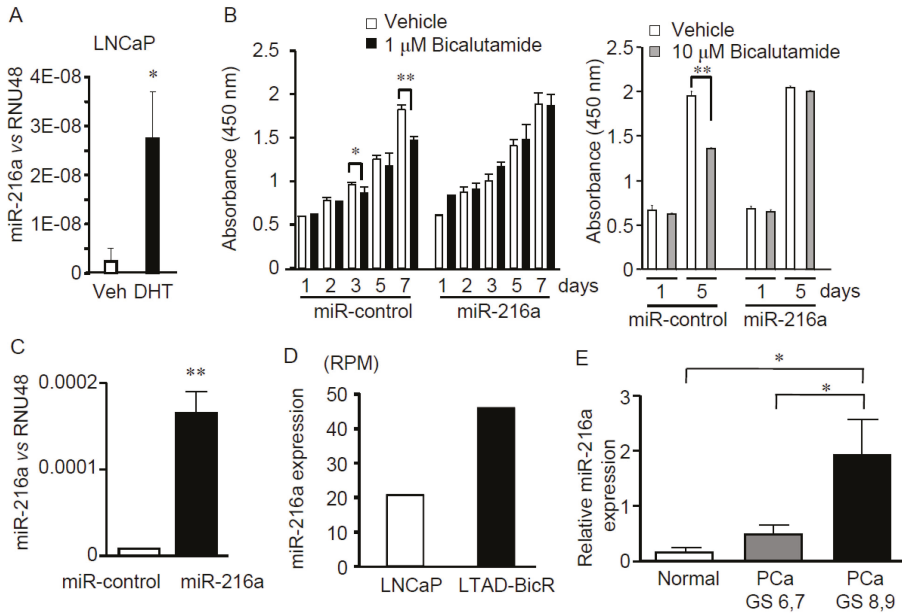 A
LNCaP
miR-216a vs RNU48
4E-08
3E-08
2E-08
1E-08
0
*
Veh DHT
B
Vehicle
1 μM Bicalutamide
Absorbance (450 nm)
2.5
2
1.5
1
0.5
0
*
**
1 2 3 5 7 1 2 3 5 7 days
miR-control miR-216a
Vehicle
10 μM Bicalutamide
Absorbance (450 nm)
2.5
2
1.5
1
0.5
0
**
1 5 1 5 days
miR-control miR-216a
C
miR-216a vs RNU48
0.0002
0.0001
0
**
miR-control miR-216a
D
(RPM)
miR-216a expression
50
40
30
20
10
0
LNCaP LTAD-BicR
E
Relative miR-216a
expression
3
2
1
0
*
*
Normal PCa PCa
GS 6,7 GS 8,9